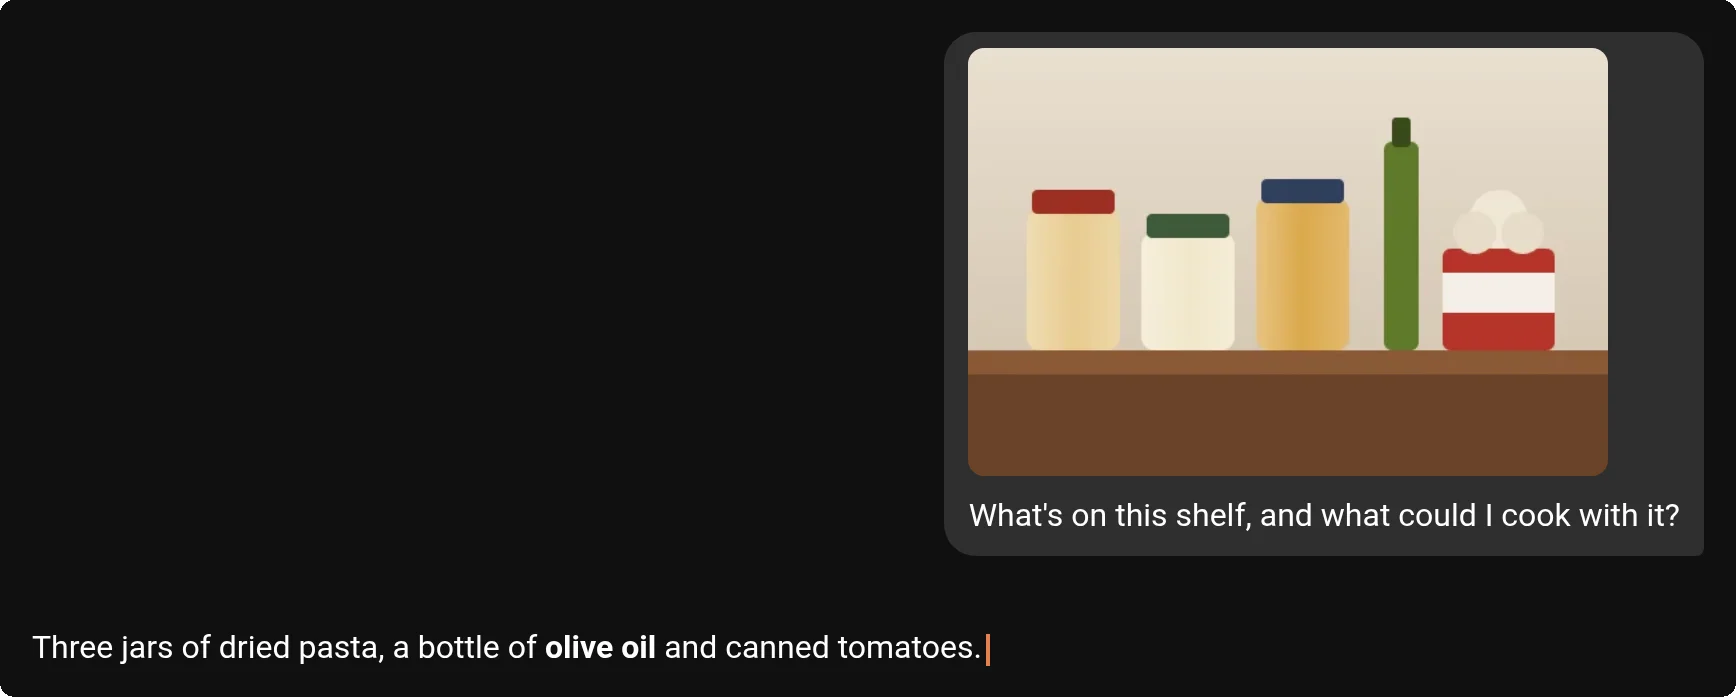 What's on this shelf, and what could I cook with it?
Three jars of dried pasta, a bottle of olive oil and canned tomatoes.